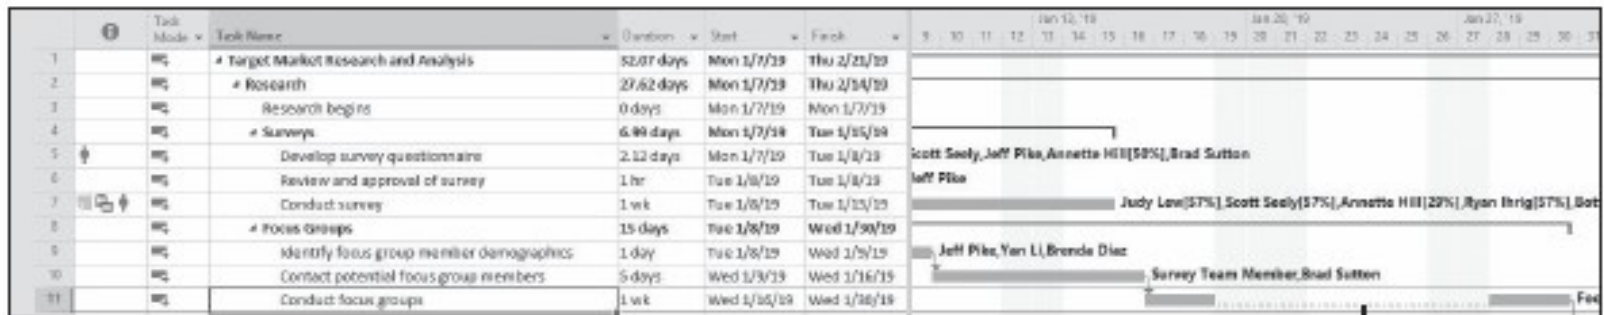 Task Jan 13, '19 Jan 20, '19 Jan 27, '19
Mode Task Name Duration Start Finish 9 10 11 12 13 14 15 16 17 18 19 20 21 22 23 24 25 26 27 28 29 30 31
1 Target Market Research and Analysis 32.07 days Mon 1/7/19 Thu 2/21/19
2 Research 27.62 days Mon 1/7/19 Thu 2/14/19
3 Research begins 0 days Mon 1/7/19 Mon 1/7/19
4 Surveys 6.99 days Mon 1/7/19 Tue 1/15/19
5 Develop survey questionnaire 2.12 days Mon 1/7/19 Tue 1/8/19 Scott Seely,Jeff Pike,Annette Hill[50%],Brad Sutton
6 Review and approval of survey 1 hr Tue 1/8/19 Tue 1/8/19 Jeff Pike
7 Conduct survey 1 wk Tue 1/8/19 Tue 1/15/19 Judy Lew[57%],Scott Seely[57%],Annette Hill[29%],Ryan Ihrig[57%],
8 Focus Groups 15 days Tue 1/8/19 Wed 1/30/19
9 Identify focus group member demographics 1 day Tue 1/8/19 Wed 1/9/19 Jeff Pike,Yan Li,Brenda Diaz
10 Contact potential focus group members 5 days Wed 1/9/19 Wed 1/16/19 Survey Team Member,Brad Sutton
11 Conduct focus groups 1 wk Wed 1/16/19 Wed 1/30/19